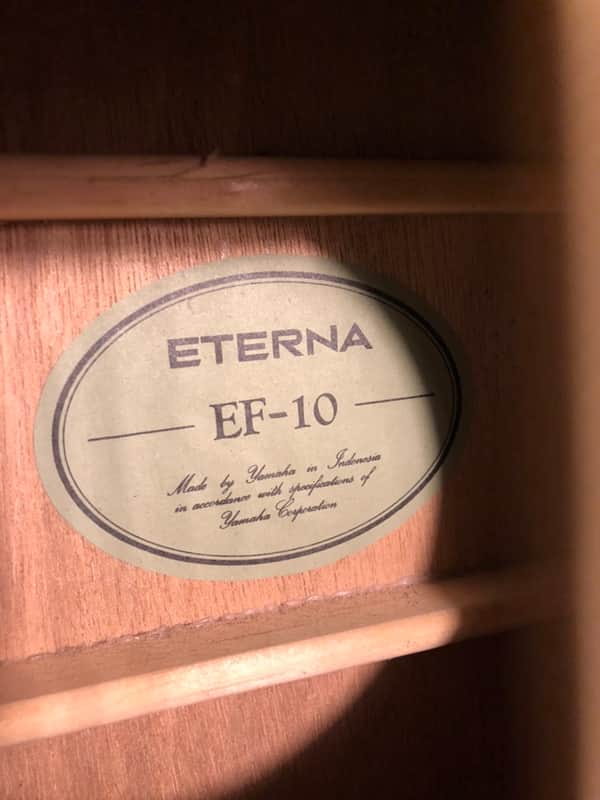 ETERNA
EF-10
Made by Yamaha in Indonesia
in accordance with specifications of
Yamaha Corporation